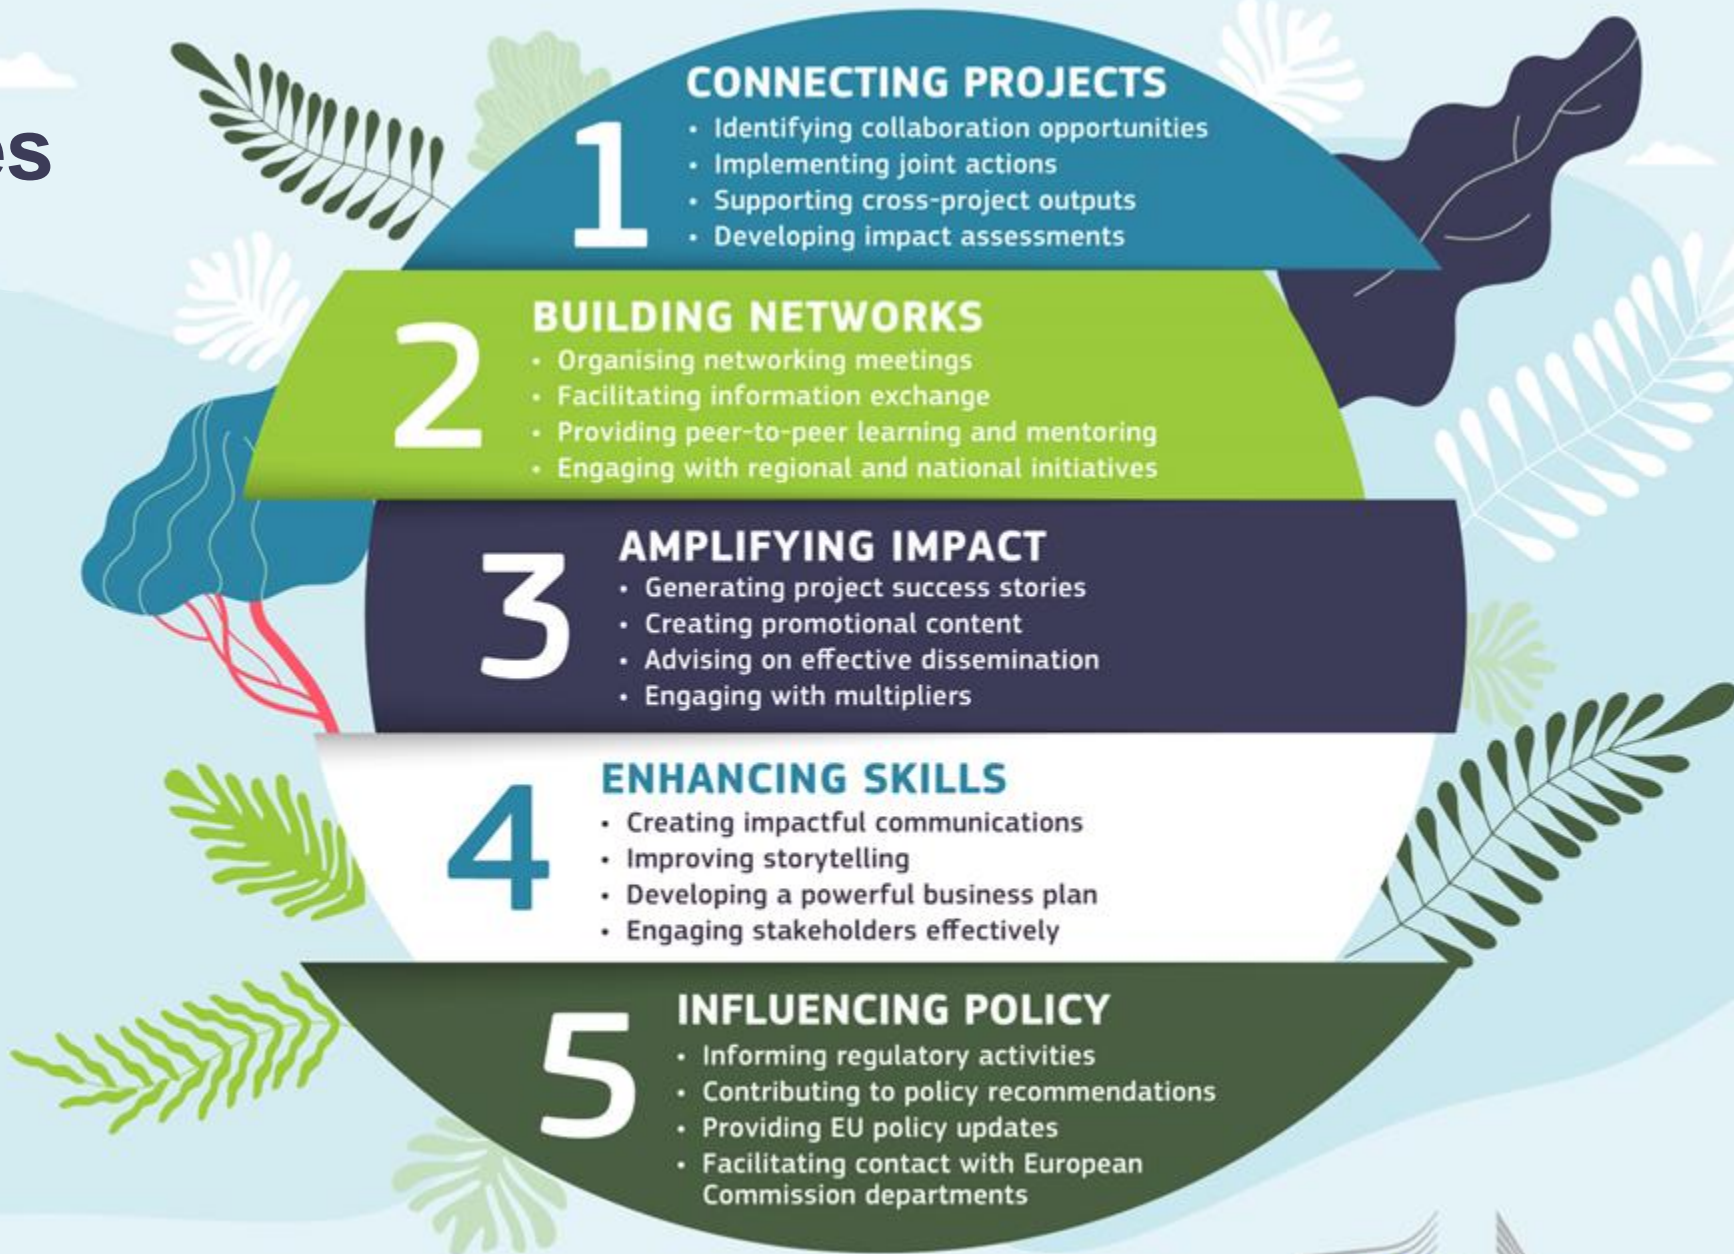 1
CONNECTING PROJECTS
• Identifying collaboration opportunities
• Implementing joint actions
• Supporting cross-project outputs
• Developing impact assessments
2
BUILDING NETWORKS
• Organising networking meetings
• Facilitating information exchange
• Providing peer-to-peer learning and mentoring
• Engaging with regional and national initiatives
3
AMPLIFYING IMPACT
• Generating project success stories
• Creating promotional content
• Advising on effective dissemination
• Engaging with multipliers
4
ENHANCING SKILLS
• Creating impactful communications
• Improving storytelling
• Developing a powerful business plan
• Engaging stakeholders effectively
5
INFLUENCING POLICY
• Informing regulatory activities
• Contributing to policy recommendations
• Providing EU policy updates
• Facilitating contact with European
Commission departments